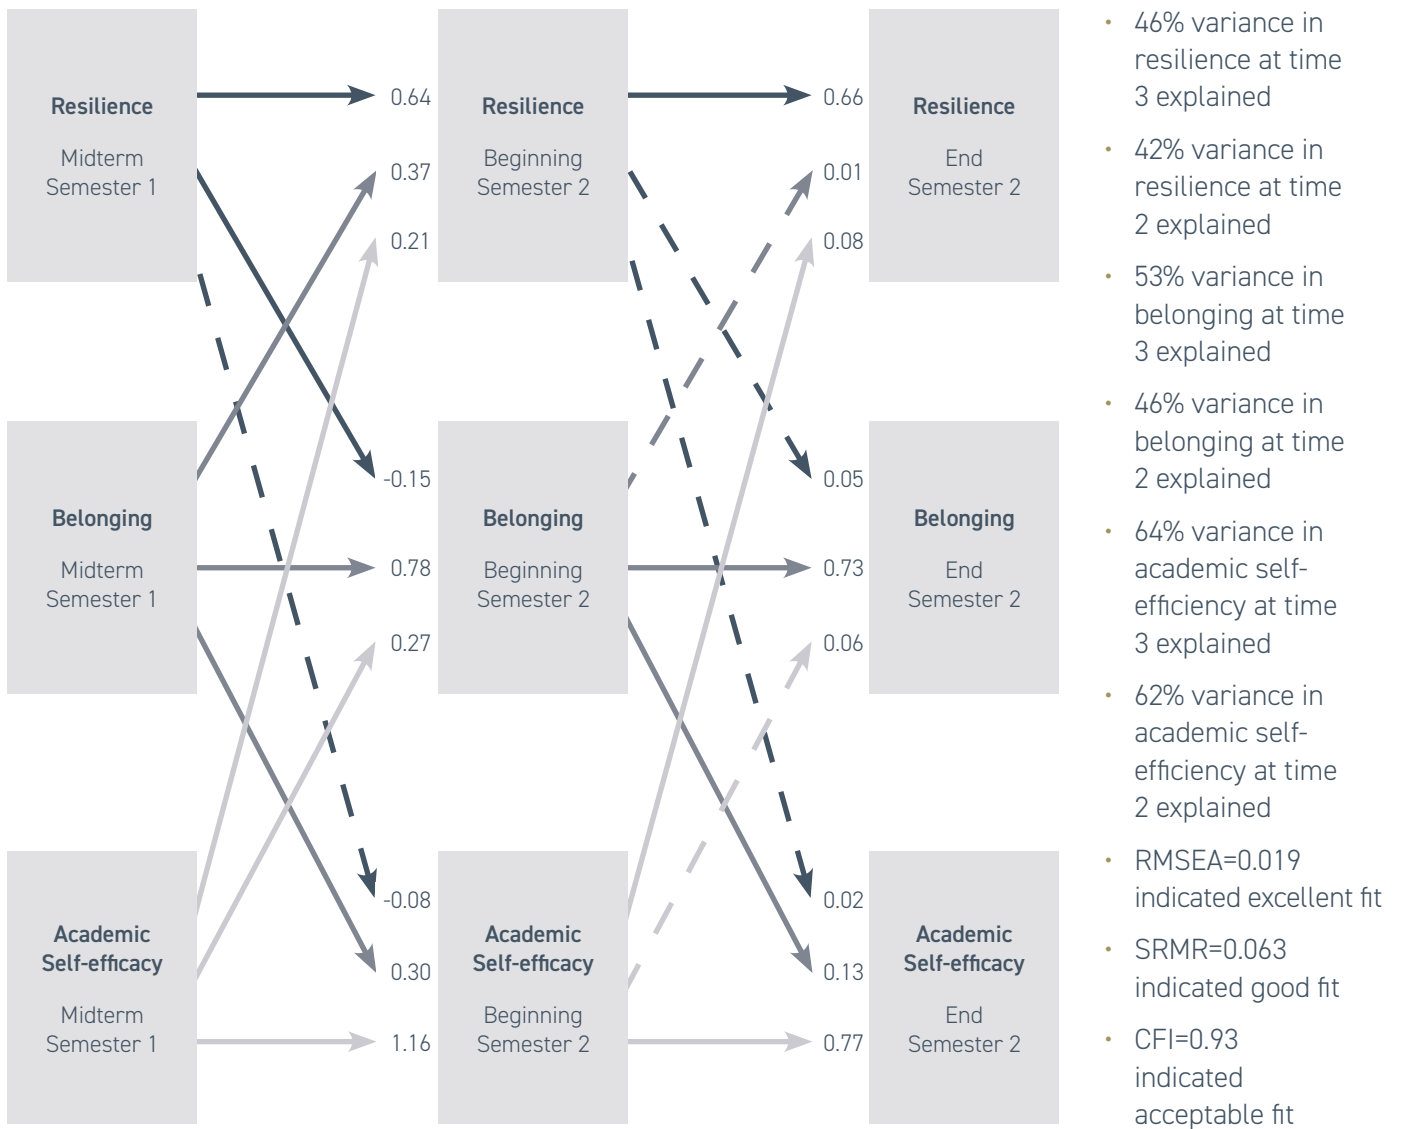 Resilience
Midterm
Semester 1
0.64
0.37
0.21
Resilience
Beginning
Semester 2
0.66
0.01
0.08
Resilience
End
Semester 2
Belonging
Midterm
Semester 1
-0.15
0.78
0.27
Belonging
Beginning
Semester 2
0.05
0.73
0.06
Belonging
End
Semester 2
Academic
Self-efficacy
Midterm
Semester 1
-0.08
0.30
1.16
Academic
Self-efficacy
Beginning
Semester 2
0.02
0.13
0.77
Academic
Self-efficacy
End
Semester 2
• 46% variance in
resilience at time
3 explained
• 42% variance in
resilience at time
2 explained
• 53% variance in
belonging at time
3 explained
• 46% variance in
belonging at time
2 explained
• 64% variance in
academic self-
efficiency at time
3 explained
• 62% variance in
academic self-
efficiency at time
2 explained
• RMSEA=0.019
indicated excellent fit
• SRMR=0.063
indicated good fit
• CFI=0.93
indicated
acceptable fit